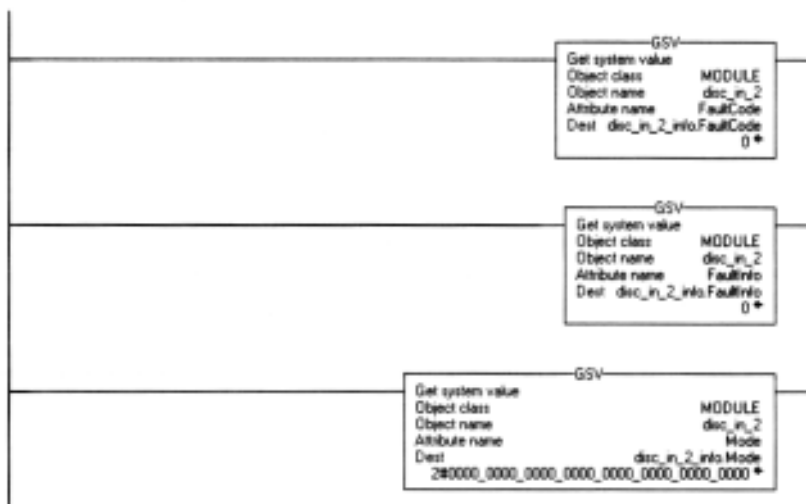 GSV
Get system value
Object class MODULE
Object name disc_in_2
Attribute name FaultCode
Dest disc_in_2_info.FaultCode
0
GSV
Get system value
Object class MODULE
Object name disc_in_2
Attribute name FaultInfo
Dest disc_in_2_info.FaultInfo
0
GSV
Get system value
Object class MODULE
Object name disc_in_2
Attribute name Mode
Dest disc_in_2_info.Mode
2#0000_0000_0000_0000_0000_0000_0000_0000